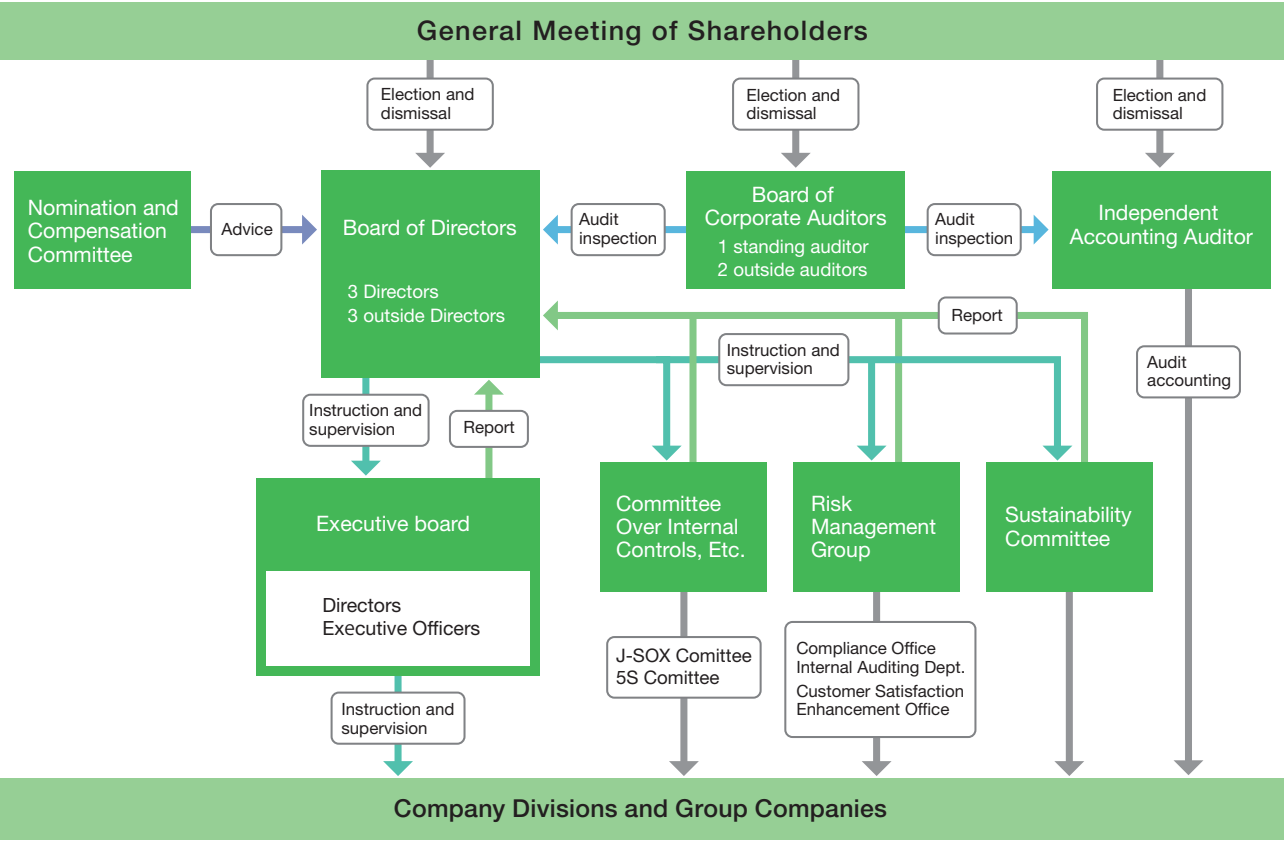 General Meeting of Shareholders
Election and
dismissal
Election and
dismissal
Election and
dismissal
Nomination and
Compensation
Committee
Advice
Board of Directors
3 Directors
3 outside Directors
Audit
inspection
Board of
Corporate Auditors
1 standing auditor
2 outside auditors
Audit
inspection
Independent
Accounting Auditor
Report
Instruction and
supervision
Audit
accounting
Instruction and
supervision
Report
Executive board
Directors
Executive Officers
Committee
Over Internal
Controls, Etc.
Risk
Management
Group
Sustainability
Committee
J-SOX Comittee
5S Comittee
Compliance Office
Internal Auditing Dept.
Customer Satisfaction
Enhancement Office
Instruction and
supervision
Company Divisions and Group Companies